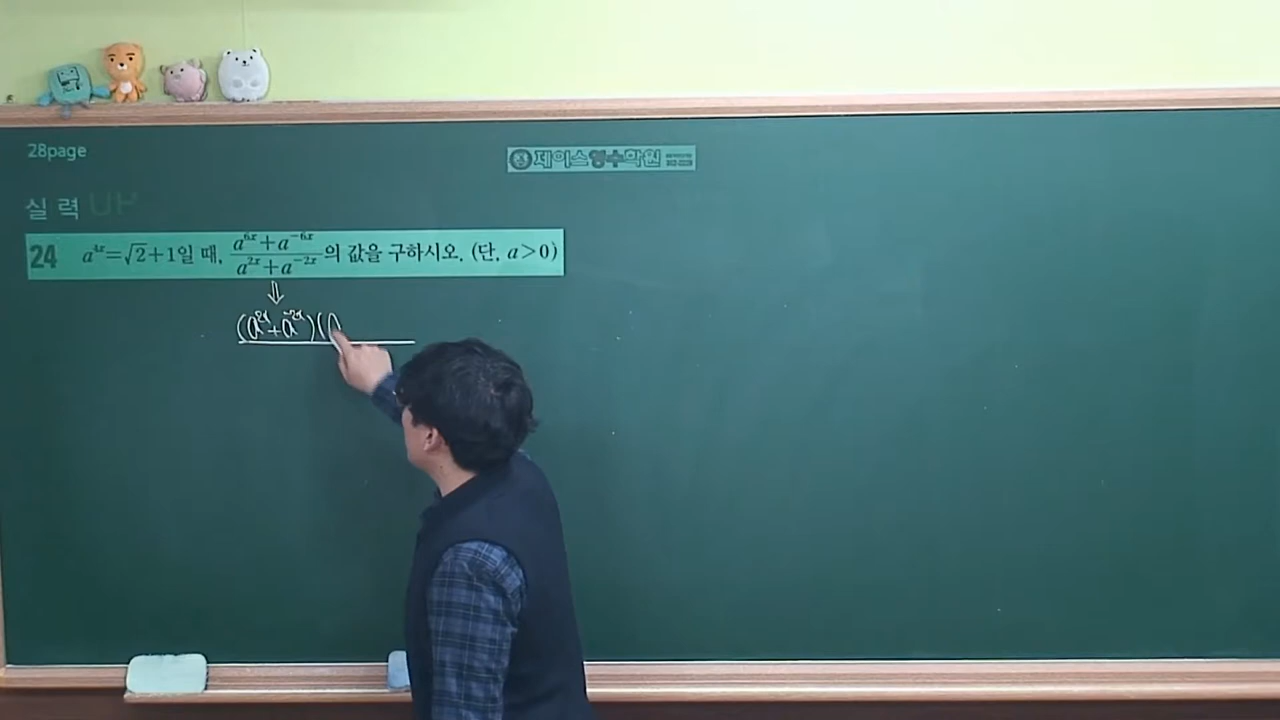 28page
제이스영수학원
실 력
24 a^{4x}=√2+1일 때, \frac{a^{6x}+a^{-6x}}{a^{2x}+a^{-2x}}의 값을 구하시오. (단, a>0)
⇓
(a^{2x}+a^{-2x})(a